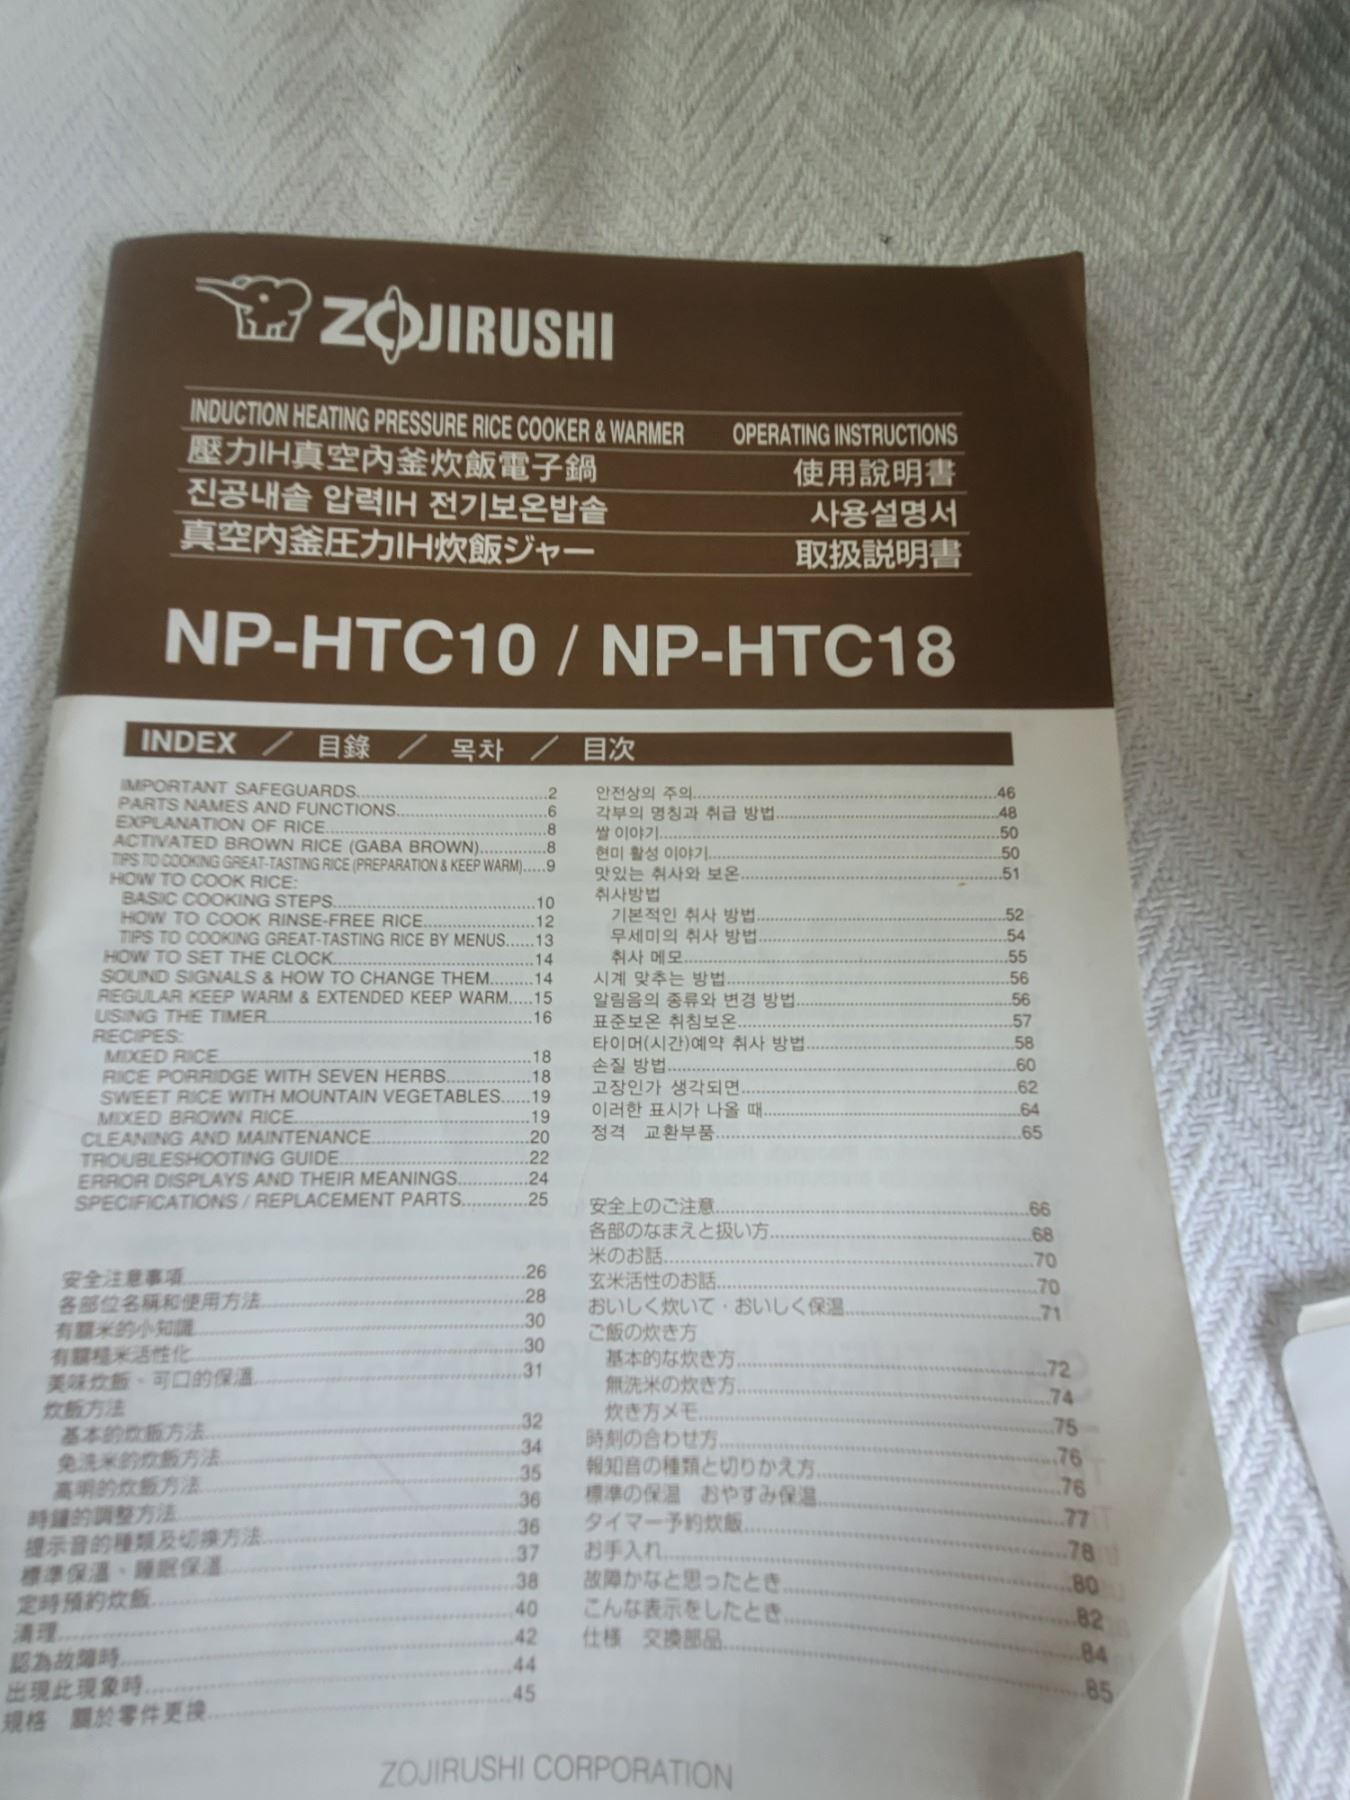 ZOJIRUSHI
INDUCTION HEATING PRESSURE RICE COOKER & WARMER OPERATING INSTRUCTIONS
壓力IH真空內釜炊飯電子鍋 使用說明書
진공내솥 압력IH 전기보온밥솥 사용설명서
真空内釜圧力IH炊飯ジャー 取扱説明書
NP-HTC10 / NP-HTC18
INDEX / 目錄 / 목차 / 目次
IMPORTANT SAFEGUARDS 2
PARTS NAMES AND FUNCTIONS 6
EXPLANATION OF RICE 8
ACTIVATED BROWN RICE (GABA BROWN) 8
TIPS TO COOKING GREAT-TASTING RICE (PREPARATION & KEEP WARM) 9
HOW TO COOK RICE:
BASIC COOKING STEPS 10
HOW TO COOK RINSE-FREE RICE 12
TIPS TO COOKING GREAT-TASTING RICE BY MENUS 13
HOW TO SET THE CLOCK 14
SOUND SIGNALS & HOW TO CHANGE THEM 14
REGULAR KEEP WARM & EXTENDED KEEP WARM 15
USING THE TIMER 16
RECIPES:
MIXED RICE 18
RICE PORRIDGE WITH SEVEN HERBS 18
SWEET RICE WITH MOUNTAIN VEGETABLES 19
MIXED BROWN RICE 19
CLEANING AND MAINTENANCE 20
TROUBLESHOOTING GUIDE 22
ERROR DISPLAYS AND THEIR MEANINGS 24
SPECIFICATIONS / REPLACEMENT PARTS 25
安全注意事項 26
各部位名稱和使用方法 28
有關米的小知識 30
有關糙米活性化 30
美味炊飯、可口的保溫 31
炊飯方法
基本的炊飯方法 32
免洗米的炊飯方法 34
高明的炊飯方法 35
時鐘的調整方法 36
提示音的種類及切換方法 36
標準保溫、睡眠保溫 37
定時預約炊飯 38
清理 40
認為故障時 42
出現此現象時 44
規格 關於零件更換 45
안전상의 주의 46
각부의 명칭과 취급 방법 48
쌀 이야기 50
현미 활성 이야기 50
맛있는 취사와 보온 51
취사방법
기본적인 취사 방법 52
무세미의 취사 방법 54
취사 메모 55
시계 맞추는 방법 56
알림음의 종류와 변경 방법 56
표준보온 취침보온 57
타이머(시간)예약 취사 방법 58
손질 방법 60
고장인가 생각되면 62
이러한 표시가 나올 때 64
정격 교환부품 65
安全上のご注意 66
各部のなまえと扱い方 68
米のお話 70
玄米活性のお話 70
おいしく炊いて・おいしく保温 71
ご飯の炊き方
基本的な炊き方 72
無洗米の炊き方 74
炊き方メモ 75
時刻の合わせ方 76
報知音の種類と切りかえ方 76
標準の保温 おやすみ保温 77
タイマー予約炊飯 78
お手入れ 80
故障かなと思ったとき 82
こんな表示をしたとき 84
仕様 交換部品 85
ZOJIRUSHI CORPORATION